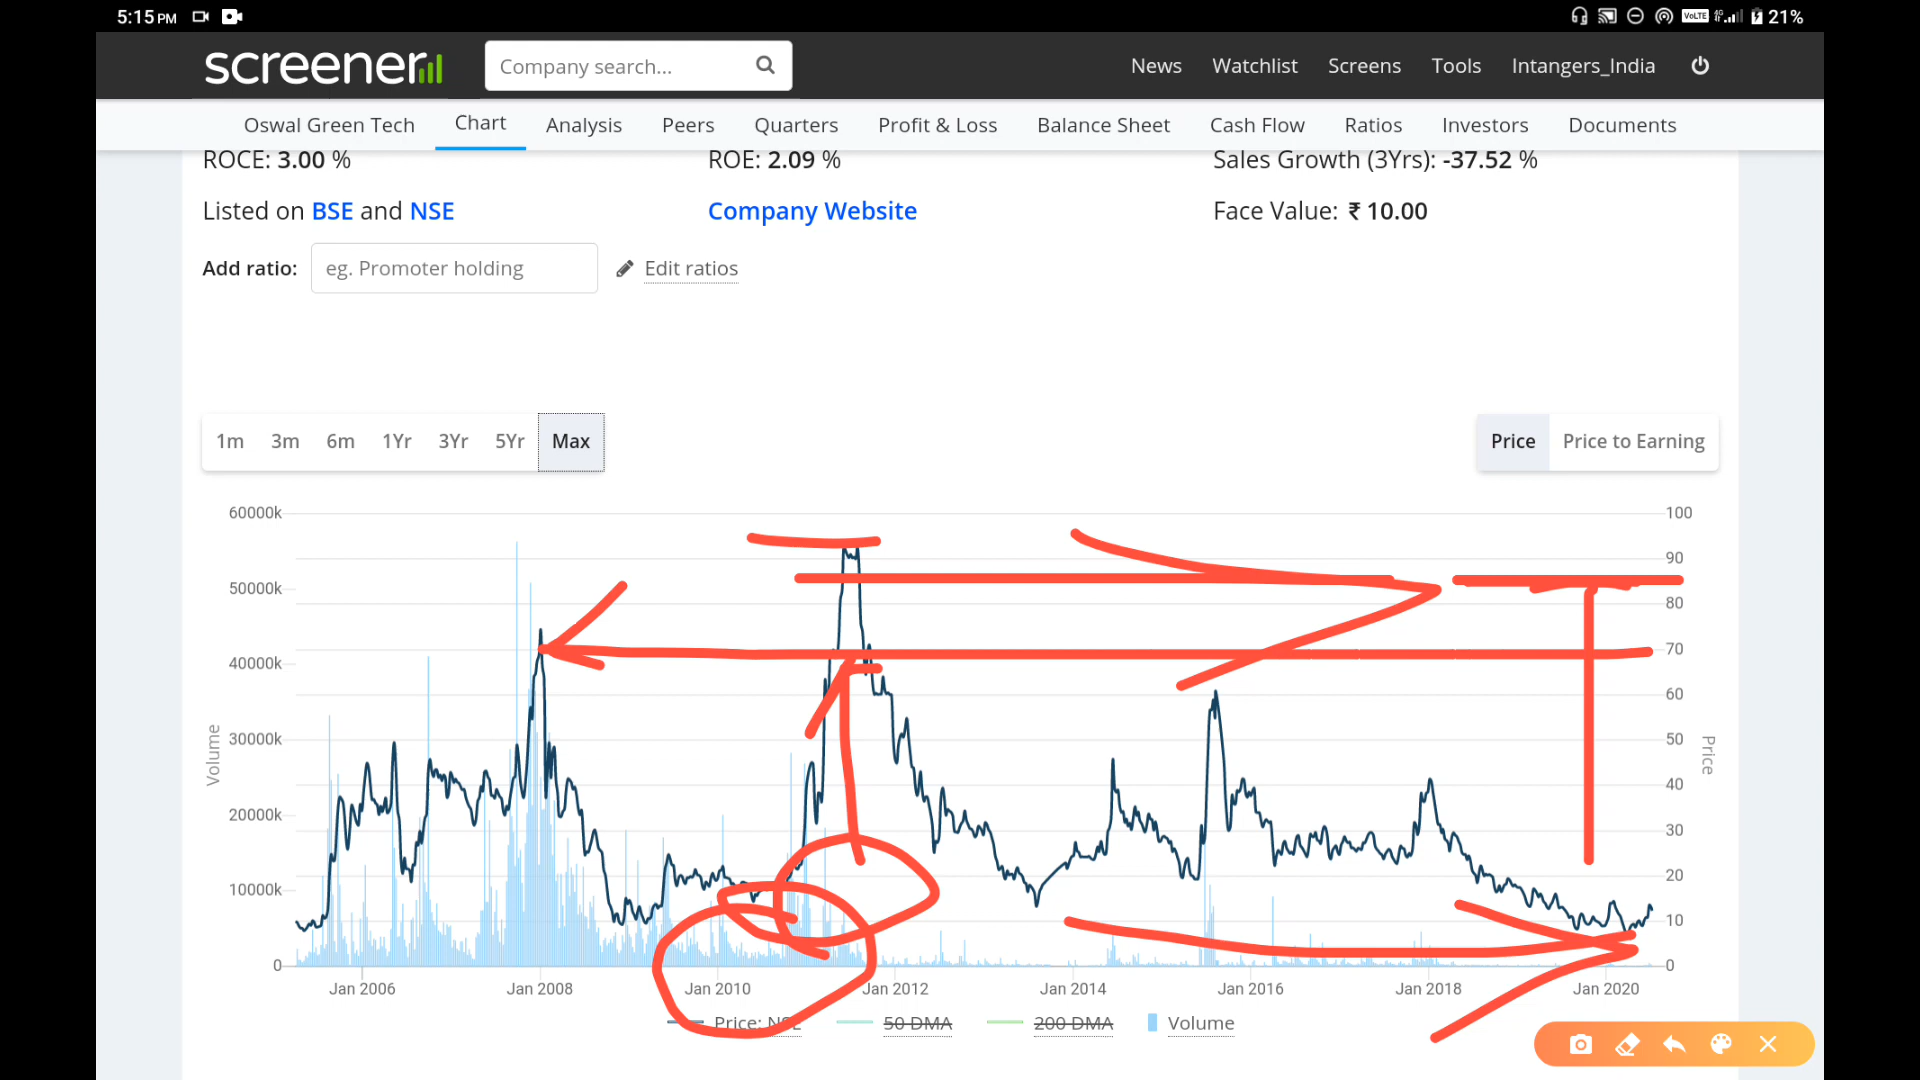 5:15 PM VoLTE 4G 21%
screener Company search... News Watchlist Screens Tools Intangers_India
Oswal Green Tech Chart Analysis Peers Quarters Profit & Loss Balance Sheet Cash Flow Ratios Investors Documents
ROCE: 3.00 % ROE: 2.09 % Sales Growth (3Yrs): -37.52 %
Listed on BSE and NSE Company Website Face Value: ₹ 10.00
Add ratio: eg. Promoter holding Edit ratios
1m 3m 6m 1Yr 3Yr 5Yr Max Price Price to Earning
60000k 100
90
50000k
80
40000k 70
60
30000k 50
Volume Price
40
20000k
30
10000k 20
10
0 0
Jan 2006 Jan 2008 Jan 2010 Jan 2012 Jan 2014 Jan 2016 Jan 2018 Jan 2020
Price: NSE 50 DMA 200 DMA Volume